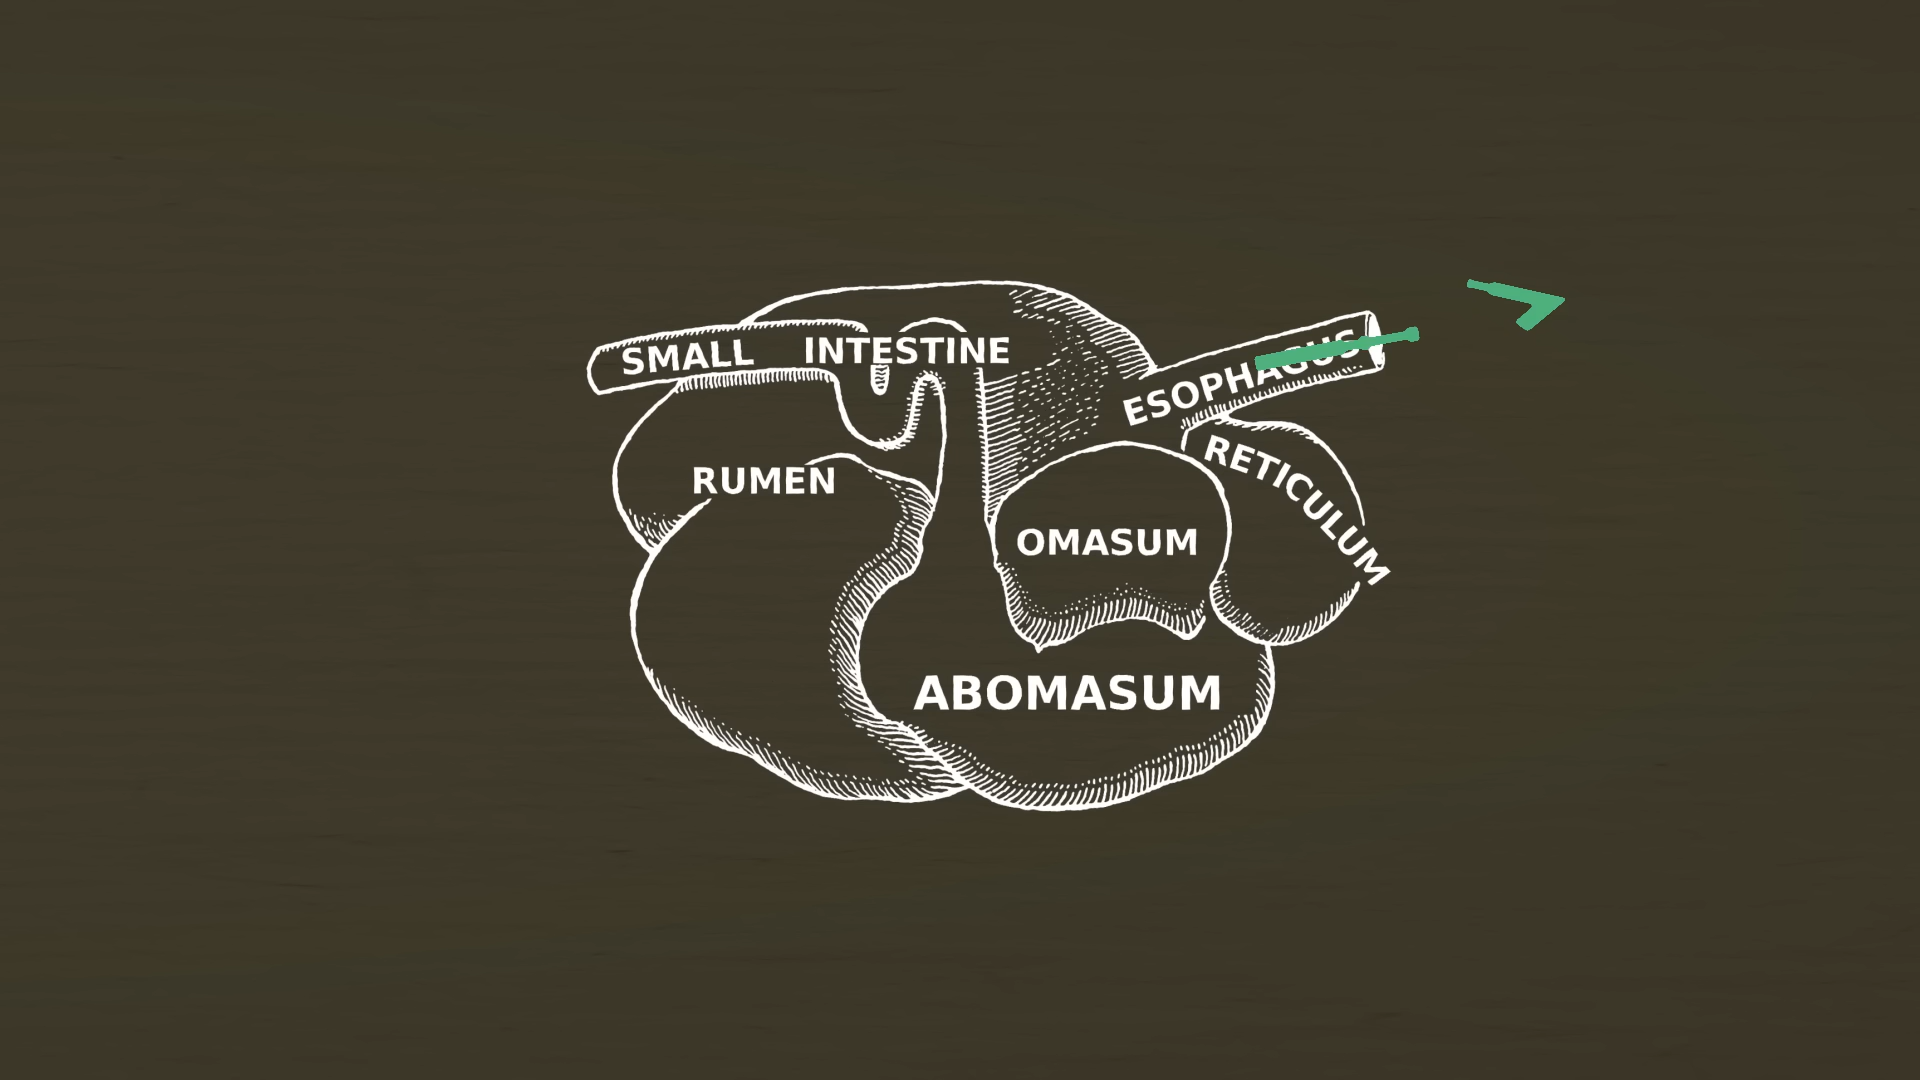 SMALL INTESTINE
ESOPHAGUS
RETICULUM
RUMEN
OMASUM
ABOMASUM